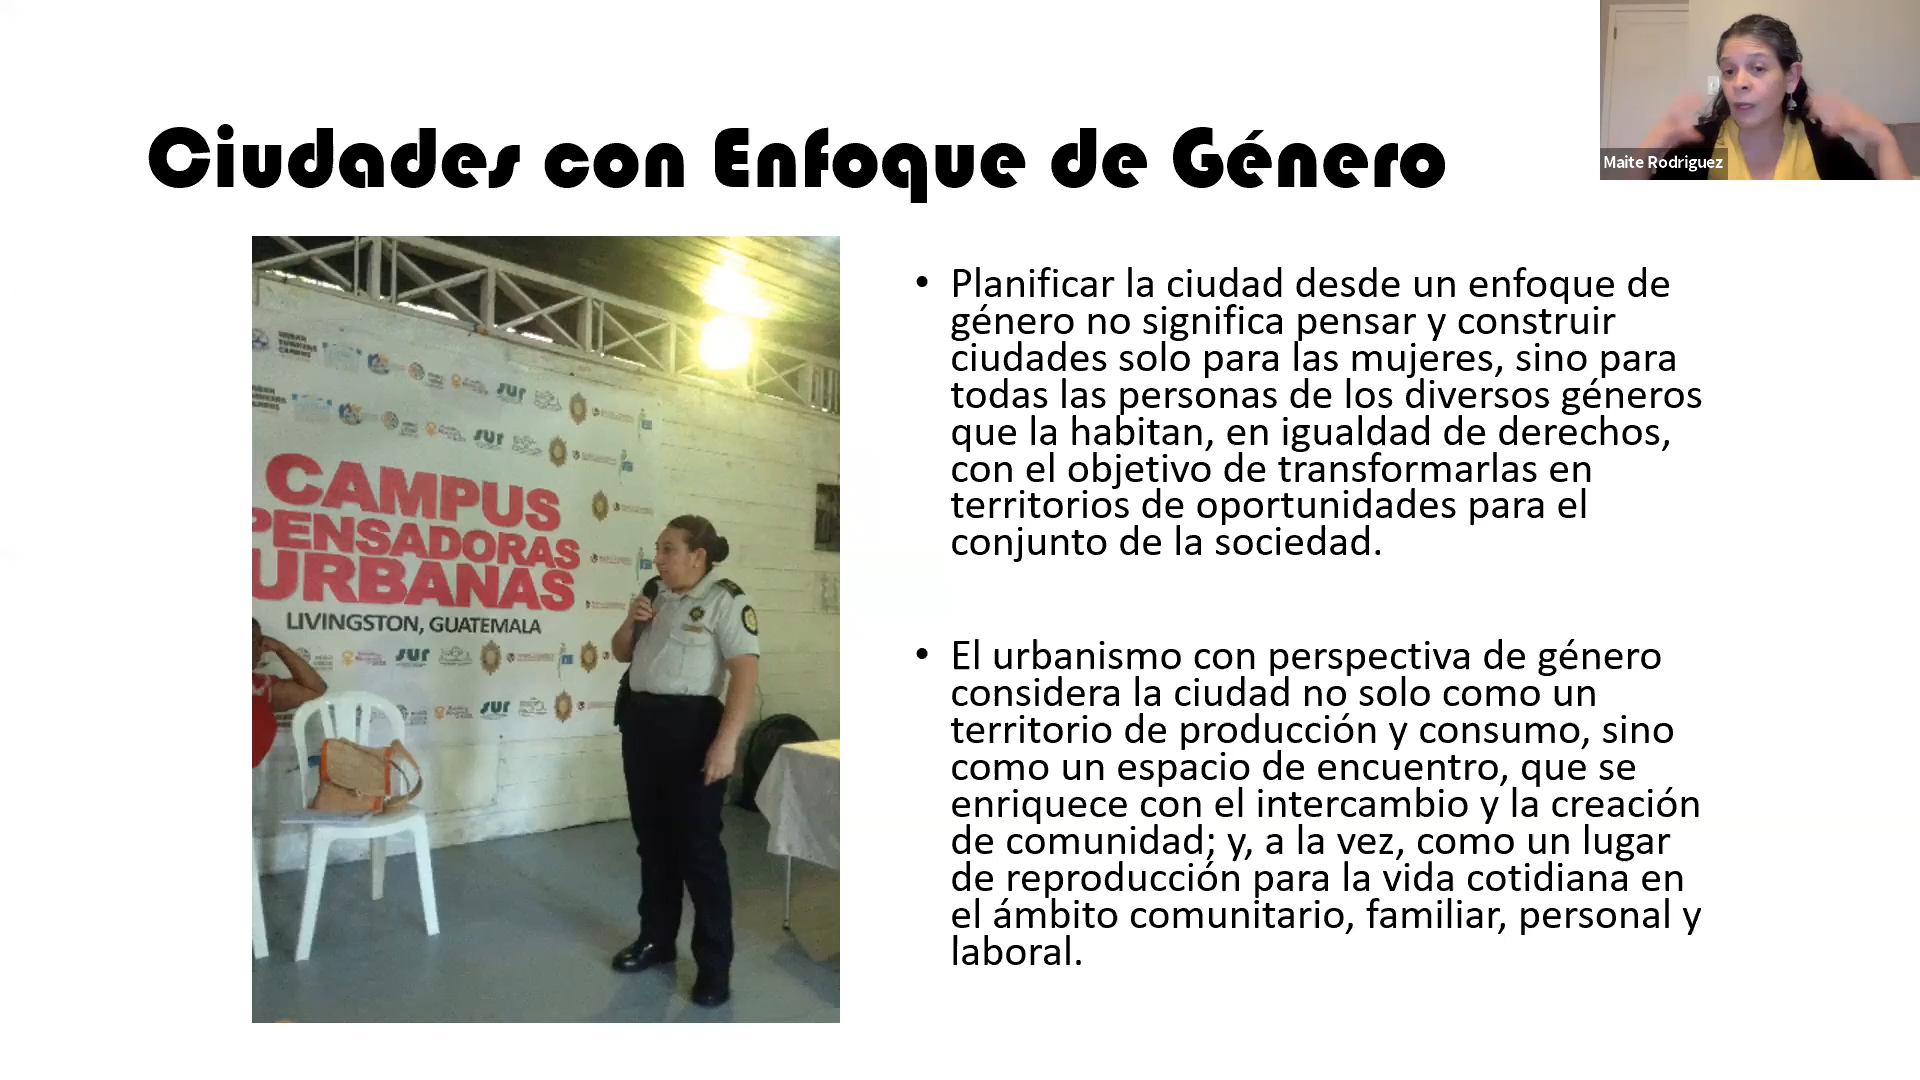 Maite Rodriguez
Ciudades con Enfoque de Género
CAMPUS
PENSADORAS
URBANAS
LIVINGSTON, GUATEMALA
sur
sur
sur
sur
• Planificar la ciudad desde un enfoque de
género no significa pensar y construir
ciudades solo para las mujeres, sino para
todas las personas de los diversos géneros
que la habitan, en igualdad de derechos,
con el objetivo de transformarlas en
territorios de oportunidades para el
conjunto de la sociedad.
• El urbanismo con perspectiva de género
considera la ciudad no solo como un
territorio de producción y consumo, sino
como un espacio de encuentro, que se
enriquece con el intercambio y la creación
de comunidad; y, a la vez, como un lugar
de reproducción para la vida cotidiana en
el ámbito comunitario, familiar, personal y
laboral.